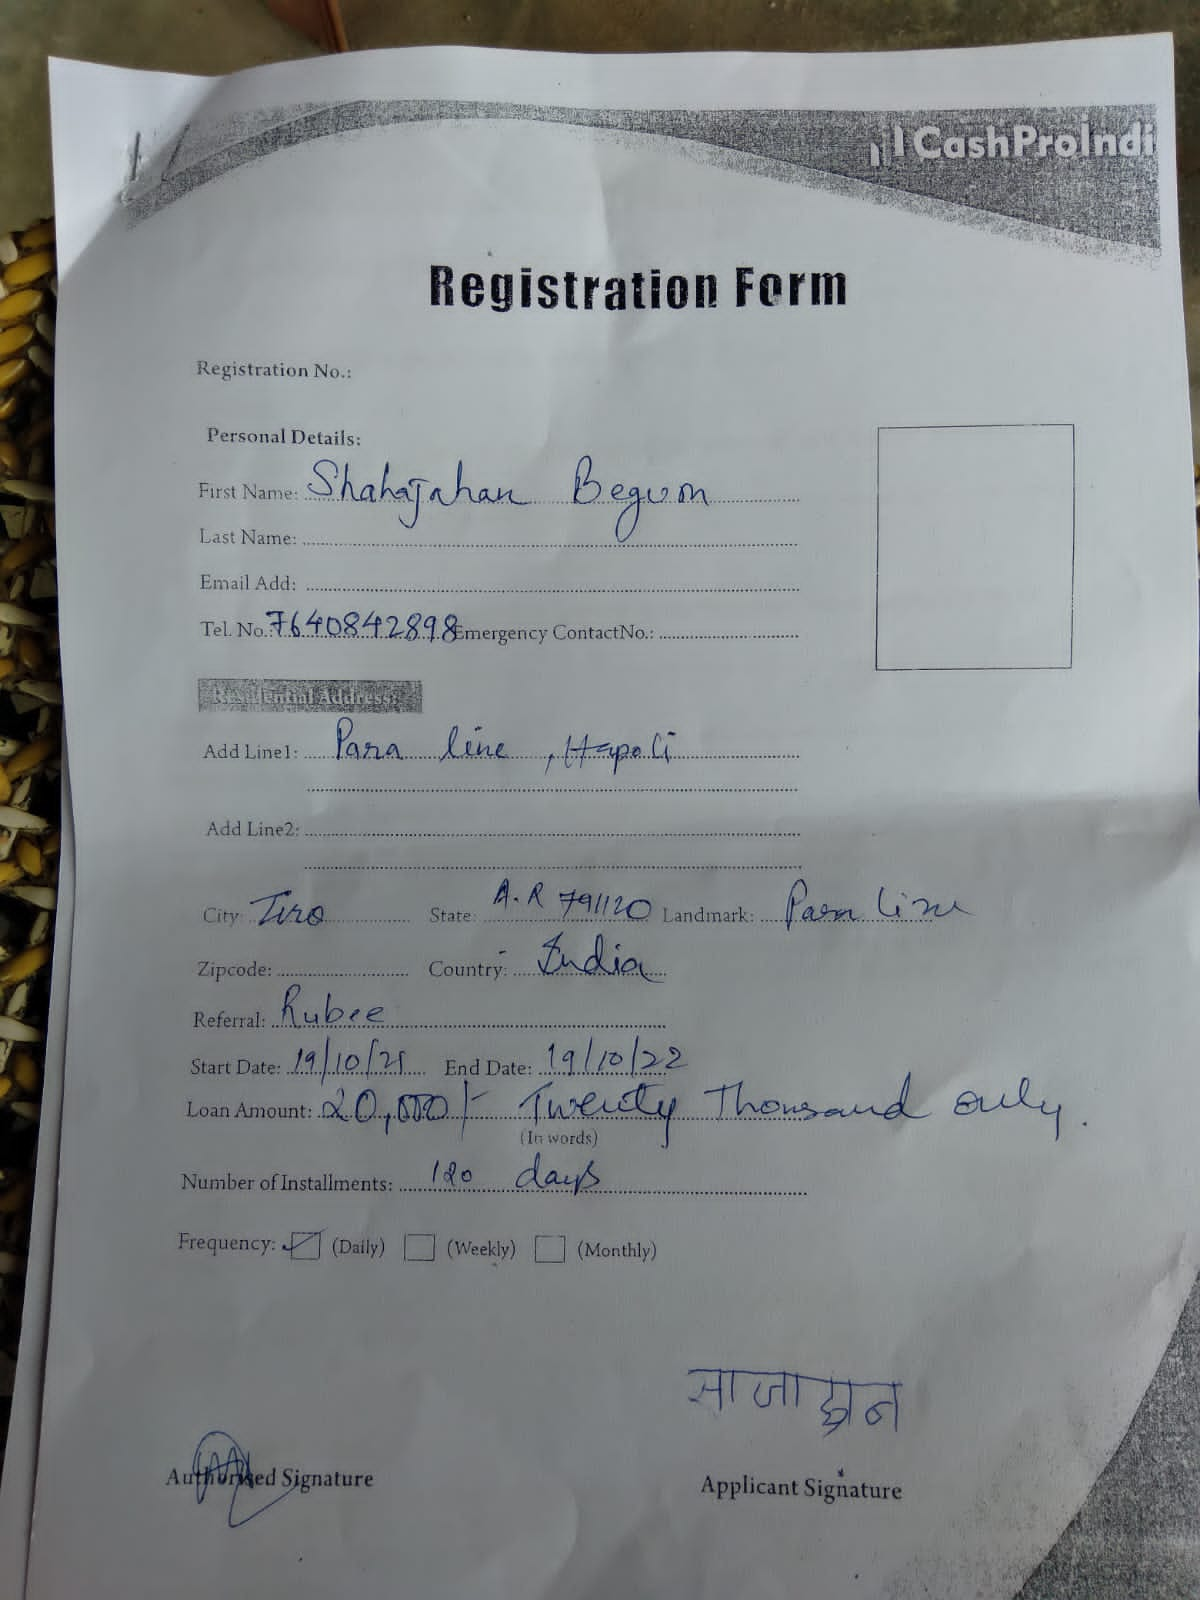 CashProIndi
Registration Form
Registration No.:
Personal Details:
First Name: Shahajahan Begum
Last Name:
Email Add:
Tel. No.: 7640842898 Emergency ContactNo.:
Residential Address:
Add Line1: Para line, Hapoli
Add Line2:
City: Ziro State: A.R 791120 Landmark: Para line
Zipcode: Country: India
Referral: Rubee
Start Date: 19/10/21 End Date: 19/10/22
Loan Amount: 20,000/- Twenty Thousand only.
(In words)
Number of Installments: 120 days
Frequency: (Daily) (Weekly) (Monthly)
साजाहान
Authorised Signature
Applicant Signature